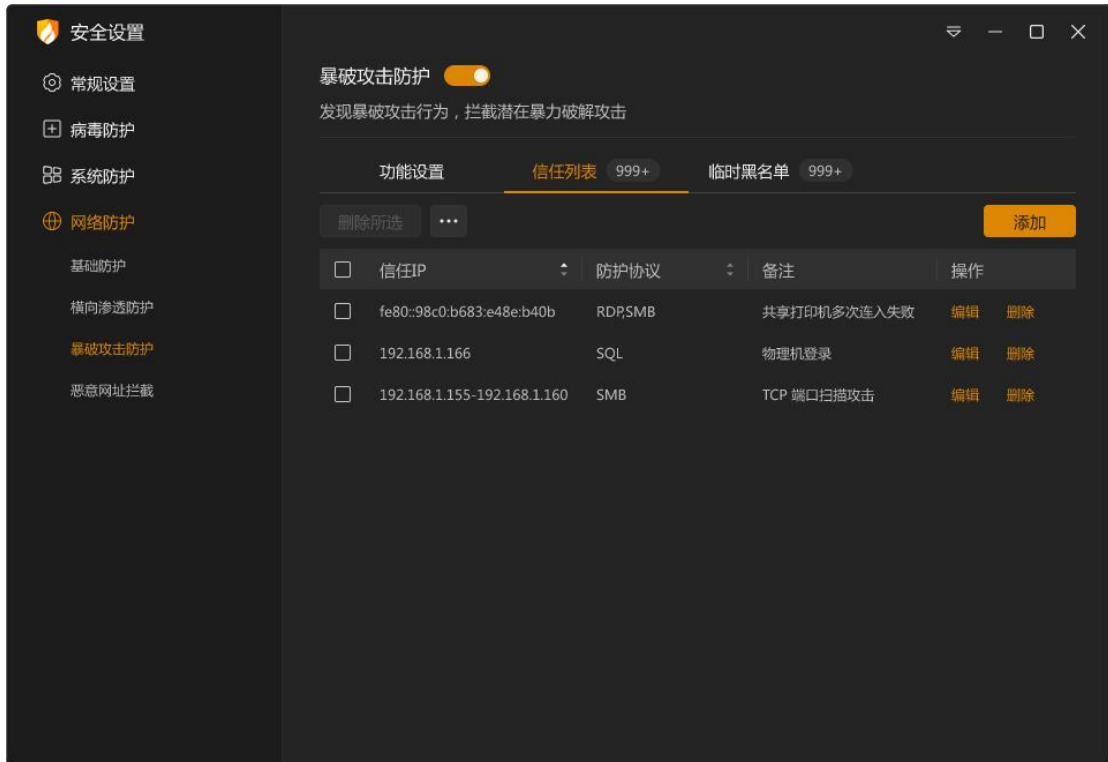 安全设置
常规设置
病毒防护
系统防护
网络防护
基础防护
横向渗透防护
暴破攻击防护
恶意网址拦截
暴破攻击防护
发现暴破攻击行为，拦截潜在暴力破解攻击
功能设置 信任列表 999+ 临时黑名单 999+
删除所选 ··· 添加
信任IP 防护协议 备注 操作
fe80::98c0:b683:e48e:b40b RDP,SMB 共享打印机多次连入失败 编辑 删除
192.168.1.166 SQL 物理机登录 编辑 删除
192.168.1.155-192.168.1.160 SMB TCP 端口扫描攻击 编辑 删除